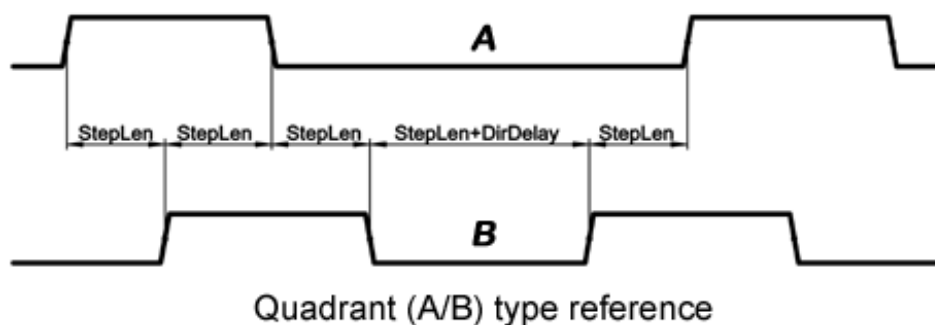 A
StepLen StepLen StepLen StepLen+DirDelay StepLen
B
Quadrant (A/B) type reference